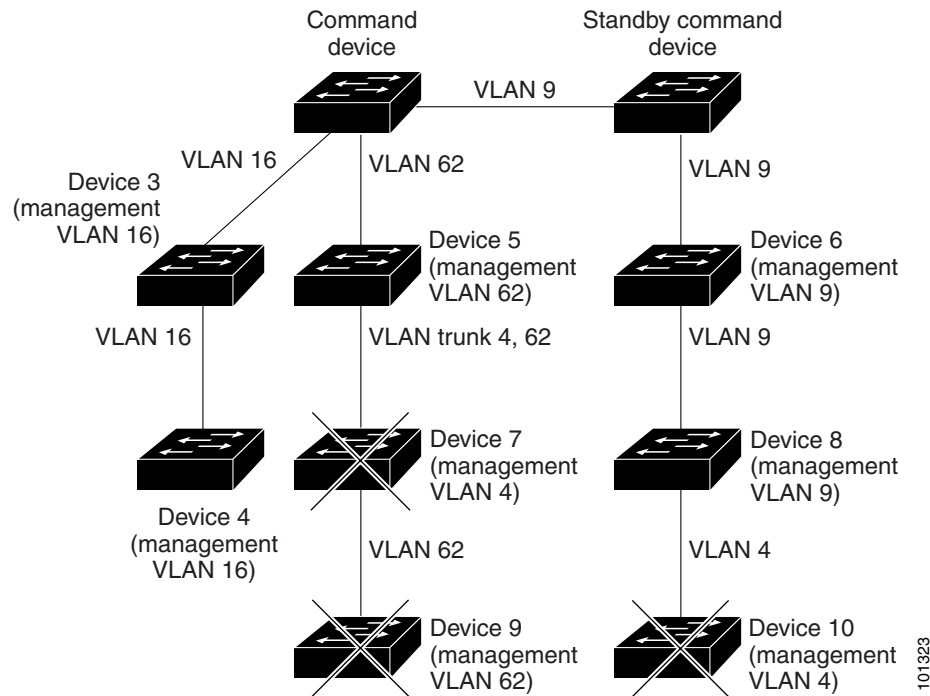 Command
device
Standby command
device
VLAN 9
VLAN 16
VLAN 62
VLAN 9
Device 3
(management
VLAN 16)
Device 5
(management
VLAN 62)
Device 6
(management
VLAN 9)
VLAN 16
VLAN trunk 4, 62
VLAN 9
Device 4
(management
VLAN 16)
Device 7
(management
VLAN 4)
Device 8
(management
VLAN 9)
VLAN 62
VLAN 4
Device 9
(management
VLAN 62)
Device 10
(management
VLAN 4)
101323